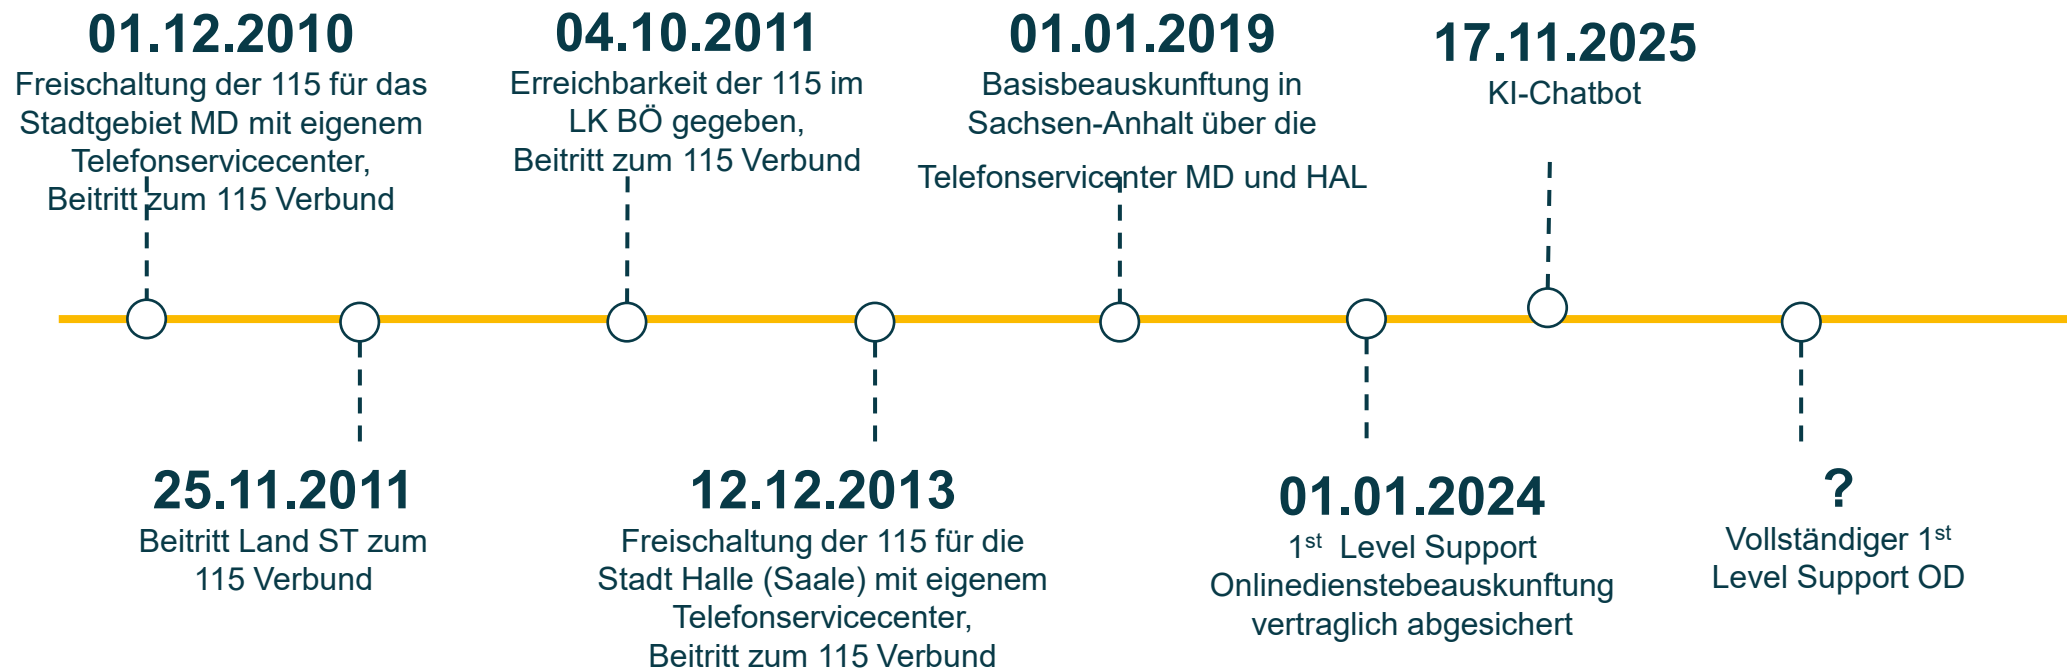 01.12.2010
Freischaltung der 115 für das
Stadtgebiet MD mit eigenem
Telefonservicecenter,
Beitritt zum 115 Verbund
25.11.2011
Beitritt Land ST zum
115 Verbund
04.10.2011
Erreichbarkeit der 115 im
LK BÖ gegeben,
Beitritt zum 115 Verbund
12.12.2013
Freischaltung der 115 für die
Stadt Halle (Saale) mit eigenem
Telefonservicecenter,
Beitritt zum 115 Verbund
01.01.2019
Basisbeauskunftung in
Sachsen-Anhalt über die
Telefonservicenter MD und HAL
01.01.2024
1st Level Support
Onlinedienstebeauskunftung
vertraglich abgesichert
17.11.2025
KI-Chatbot
?
Vollständiger 1st
Level Support OD